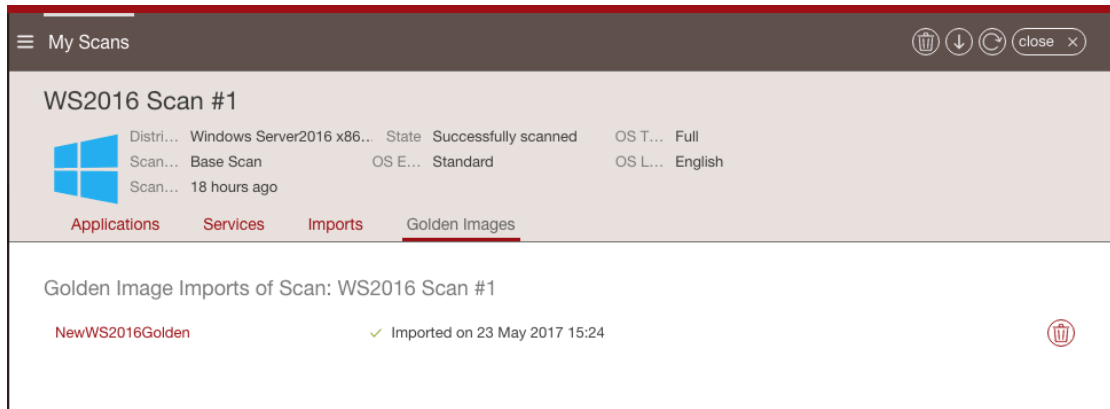 My Scans
close ×
WS2016 Scan #1
Distri... Windows Server2016 x86... State Successfully scanned OS T... Full
Scan... Base Scan OS E... Standard OS L... English
Scan... 18 hours ago
Applications Services Imports Golden Images
Golden Image Imports of Scan: WS2016 Scan #1
NewWS2016Golden Imported on 23 May 2017 15:24